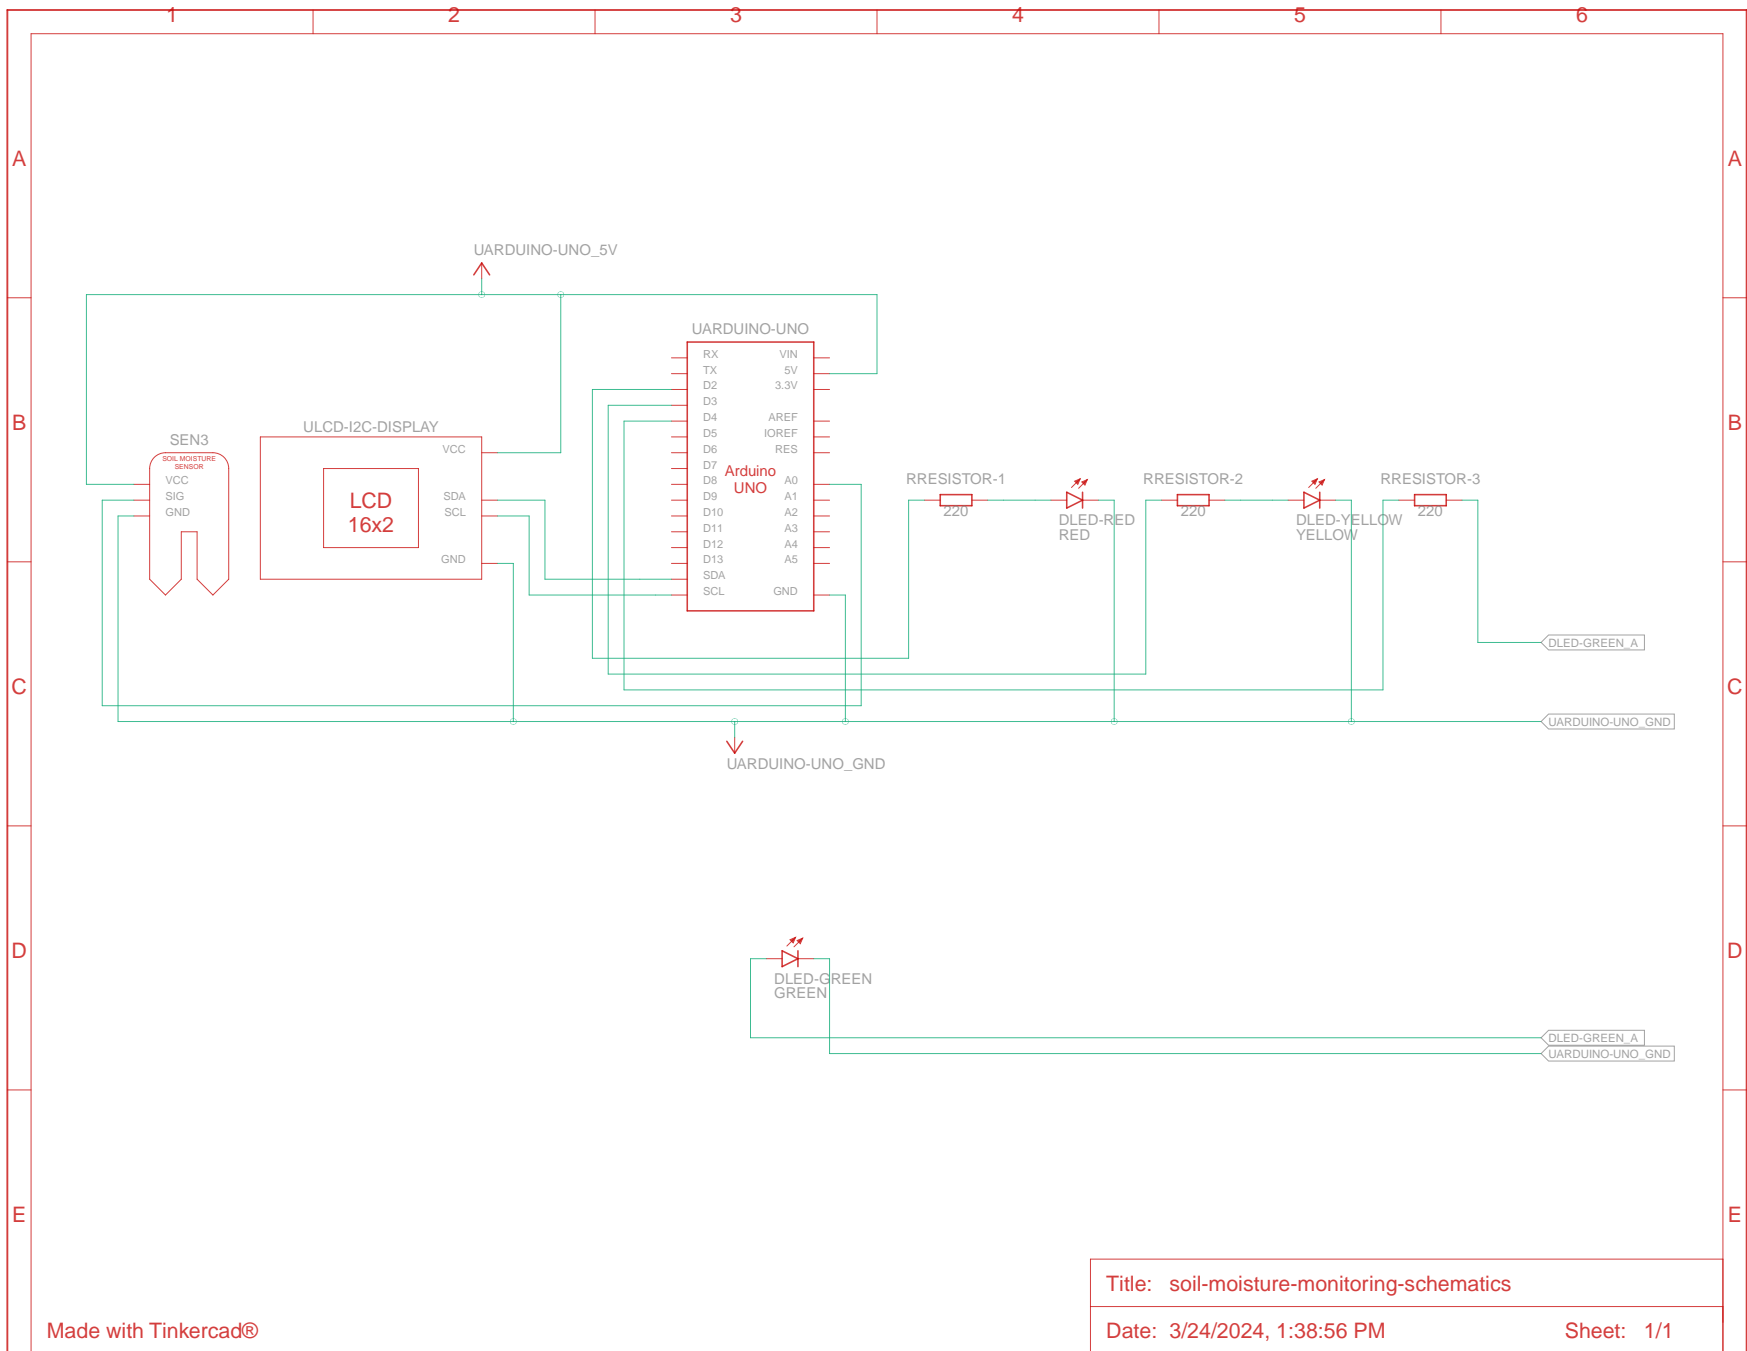 1 2 3 4 5 6
A A
UARDUINO-UNO_5V
B B
UARDUINO-UNO
RX VIN
TX 5V
D2 3.3V
D3
D4 AREF
D5 IOREF
D6 RES
D7
D8 A0
D9 A1
D10 A2
D11 A3
D12 A4
D13 A5
SDA
SCL GND
Arduino
UNO
ULCD-I2C-DISPLAY
VCC
SDA
SCL
GND
LCD
16x2
SEN3
SOIL MOISTURE
SENSOR
VCC
SIG
GND
RRESISTOR-1
220
DLED-RED
RED
RRESISTOR-2
220
DLED-YELLOW
YELLOW
RRESISTOR-3
220
DLED-GREEN_A
C C
UARDUINO-UNO_GND
UARDUINO-UNO_GND
D D
DLED-GREEN
GREEN
DLED-GREEN_A
UARDUINO-UNO_GND
E E
Title: soil-moisture-monitoring-schematics
Made with Tinkercad®
Date: 3/24/2024, 1:38:56 PM Sheet: 1/1